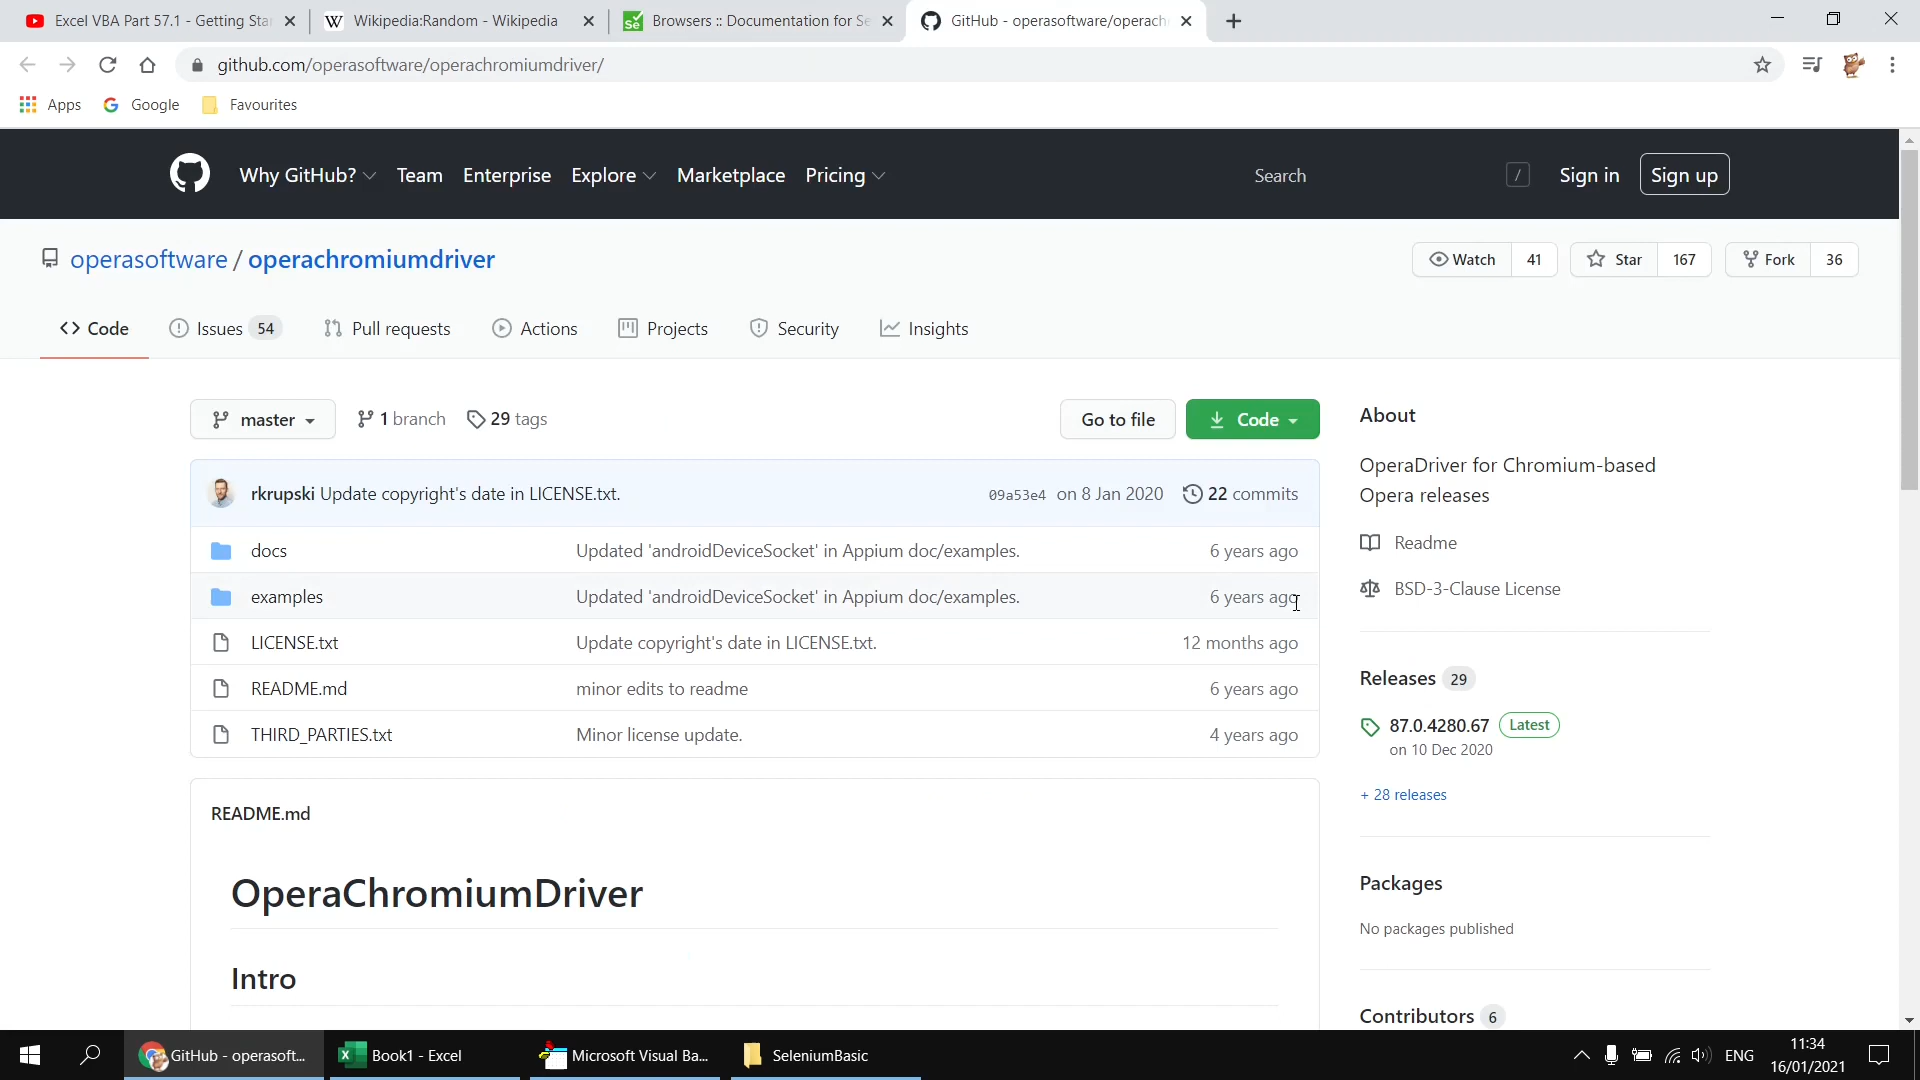 Excel VBA Part 57.1 - Getting Star
Wikipedia:Random - Wikipedia
Browsers :: Documentation for Se
GitHub - operasoftware/operach
github.com/operasoftware/operachromiumdriver/
Apps
Google
Favourites
Why GitHub?
Team
Enterprise
Explore
Marketplace
Pricing
Search
/
Sign in
Sign up
operasoftware / operachromiumdriver
Watch 41
Star 167
Fork 36
Code
Issues 54
Pull requests
Actions
Projects
Security
Insights
master
1 branch
29 tags
Go to file
Code
rkrupski Update copyright's date in LICENSE.txt.
09a53e4 on 8 Jan 2020
22 commits
docs
Updated 'androidDeviceSocket' in Appium doc/examples.
6 years ago
examples
Updated 'androidDeviceSocket' in Appium doc/examples.
6 years ago
LICENSE.txt
Update copyright's date in LICENSE.txt.
12 months ago
README.md
minor edits to readme
6 years ago
THIRD_PARTIES.txt
Minor license update.
4 years ago
README.md
OperaChromiumDriver
Intro
About
OperaDriver for Chromium-based
Opera releases
Readme
BSD-3-Clause License
Releases 29
87.0.4280.67 Latest
on 10 Dec 2020
+ 28 releases
Packages
No packages published
Contributors 6
GitHub - operasoft...
Book1 - Excel
Microsoft Visual Ba...
SeleniumBasic
ENG
11:34
16/01/2021